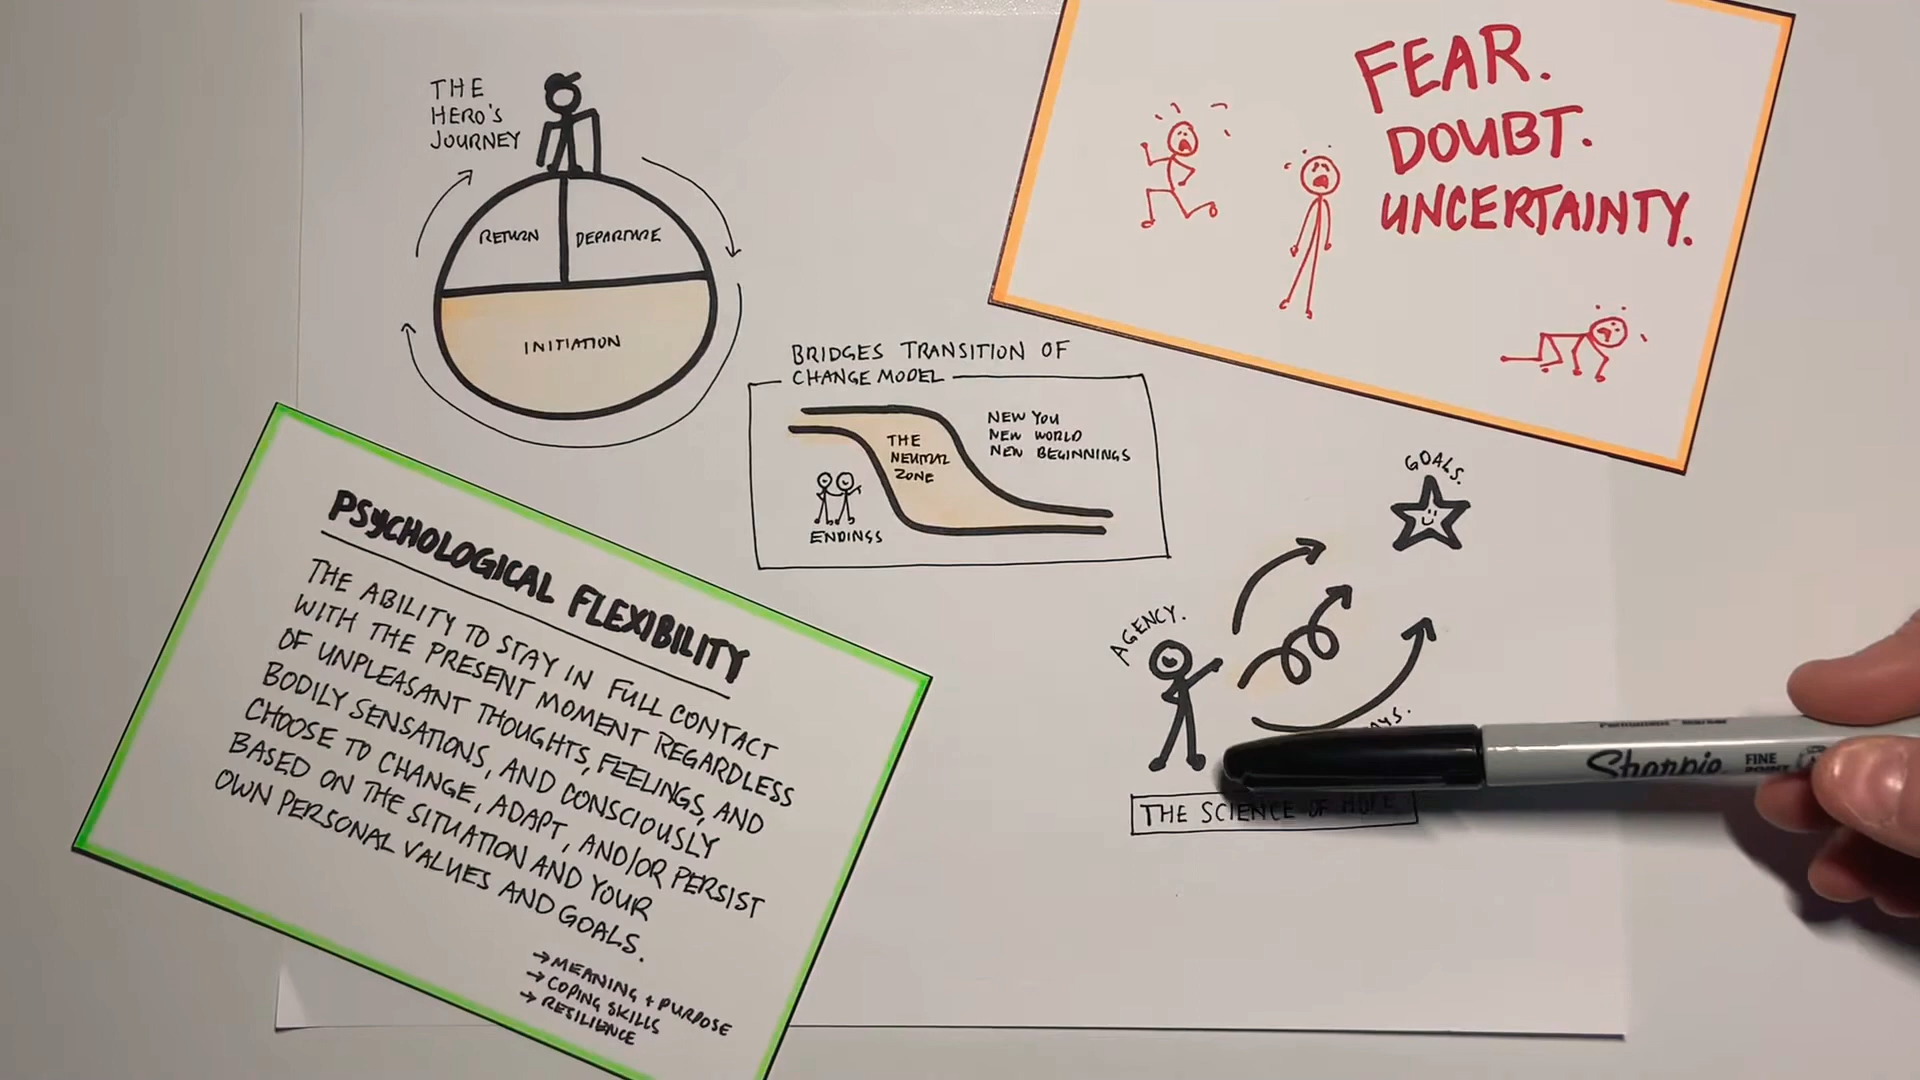 THE
HERO'S
JOURNEY
RETURN
DEPARTURE
INITIATION
FEAR.
DOUBT.
UNCERTAINTY.
BRIDGES TRANSITION OF
CHANGE MODEL
THE
NEUTRAL
ZONE
NEW YOU
NEW WORLD
NEW BEGINNINGS
ENDINGS
PSYCHOLOGICAL FLEXIBILITY
THE ABILITY TO STAY IN FULL CONTACT
WITH THE PRESENT MOMENT REGARDLESS
OF UNPLEASANT THOUGHTS, FEELINGS, AND
BODILY SENSATIONS, AND CONSCIOUSLY
CHOOSE TO CHANGE, ADAPT, AND/OR PERSIST
BASED ON THE SITUATION AND YOUR
OWN PERSONAL VALUES AND GOALS.
→ MEANING + PURPOSE
→ COPING SKILLS
→ RESILIENCE
GOALS.
AGENCY.
THE SCIENCE OF HOPE
Sharpie
FINE